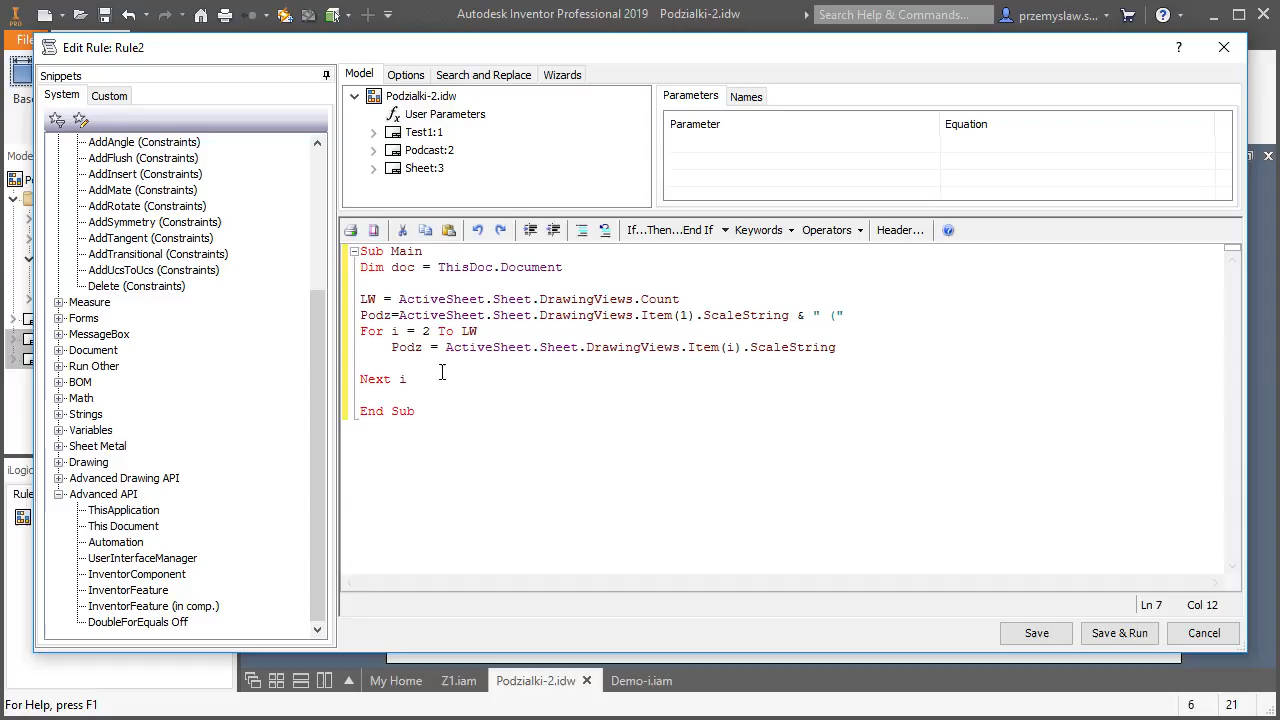 PRO
Autodesk Inventor Professional 2019 Podzialki-2.idw
Search Help & Commands...
przemyslaw.s...
File
Edit Rule: Rule2
Snippets
System
Custom
AddAngle (Constraints)
AddFlush (Constraints)
AddInsert (Constraints)
AddMate (Constraints)
AddRotate (Constraints)
AddSymmetry (Constraints)
AddTangent (Constraints)
AddTransitional (Constraints)
AddUcsToUcs (Constraints)
Delete (Constraints)
Measure
Forms
MessageBox
Document
Run Other
BOM
Math
Strings
Variables
Sheet Metal
Drawing
Advanced Drawing API
Advanced API
ThisApplication
This Document
Automation
UserInterfaceManager
InventorComponent
InventorFeature
InventorFeature (in comp.)
DoubleForEquals Off
Model
Options
Search and Replace
Wizards
Podzialki-2.idw
User Parameters
Test1:1
Podcast:2
Sheet:3
Parameters
Names
Parameter
Equation
If...Then...End If
Keywords
Operators
Header...
Sub Main
Dim doc = ThisDoc.Document
LW = ActiveSheet.Sheet.DrawingViews.Count
Podz=ActiveSheet.Sheet.DrawingViews.Item(1).ScaleString & " ("
For i = 2 To LW
Podz = ActiveSheet.Sheet.DrawingViews.Item(i).ScaleString
Next i
End Sub
Ln 7
Col 12
Save
Save & Run
Cancel
Bas
Mode
iLogic
Rule
My Home
Z1.iam
Podzialki-2.idw
Demo-i.iam
For Help, press F1
6
21